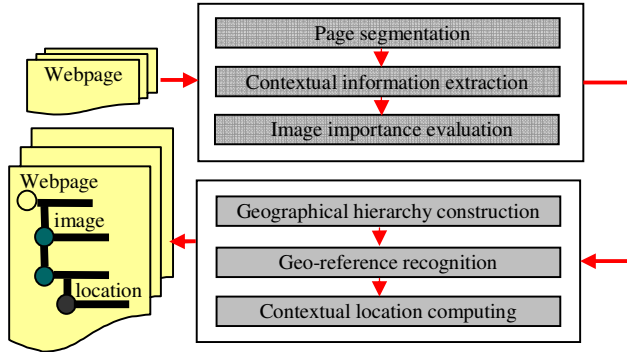 Webpage
Page segmentation
Contextual information extraction
Image importance evaluation
Webpage
image
location
Geographical hierarchy construction
Geo-reference recognition
Contextual location computing